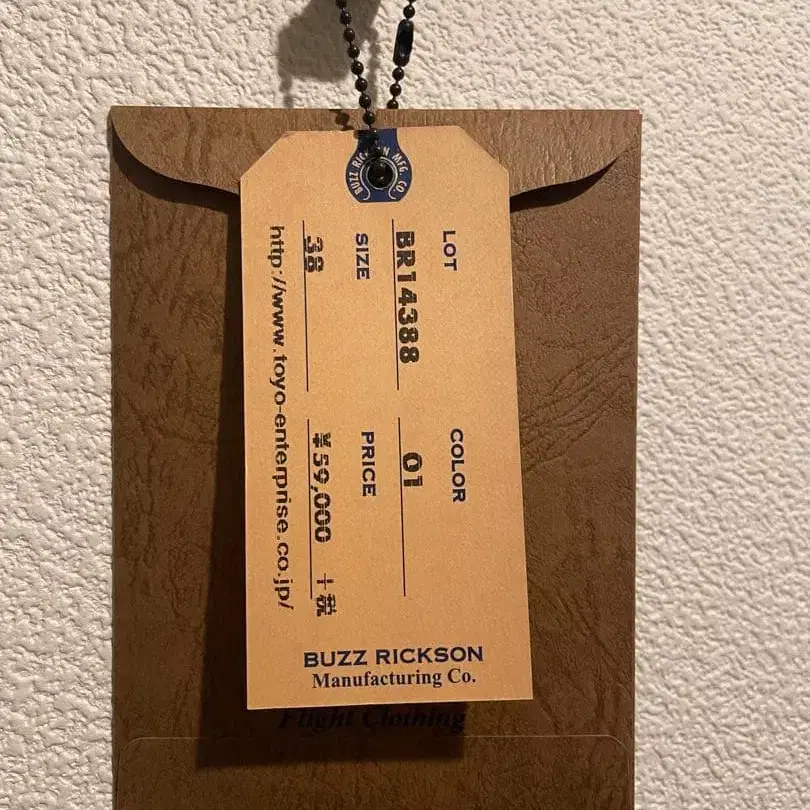 BUZZ RICKSON MFG. CO.
LOT
BR14388
COLOR
01
SIZE
38
PRICE
¥59,000 +税
http://www.toyo-enterprise.co.jp/
BUZZ RICKSON
Manufacturing Co.
Flight Clothing